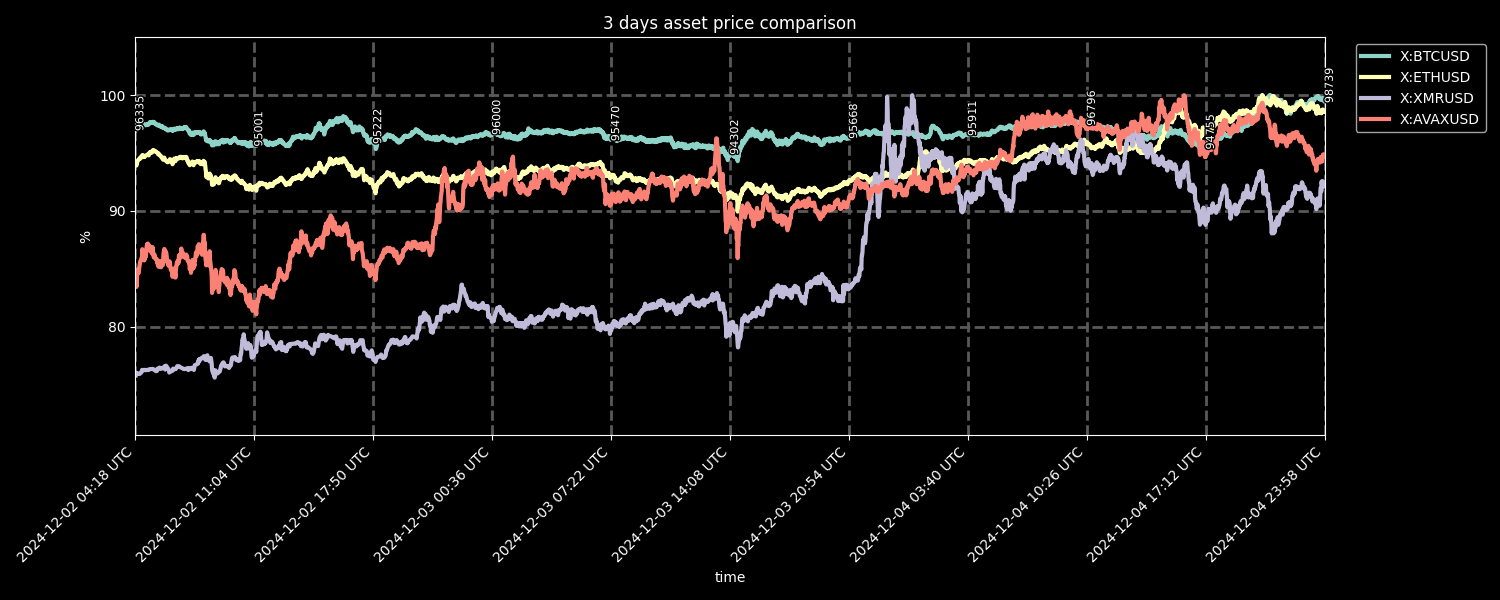 3 days asset price comparison
X:BTCUSD
X:ETHUSD
X:XMRUSD
X:AVAXUSD
100
90
80
%
96335
95001
95222
96000
95470
94302
95668
95911
96796
94755
98739
2024-12-02 04:18 UTC
2024-12-02 11:04 UTC
2024-12-02 17:50 UTC
2024-12-03 00:36 UTC
2024-12-03 07:22 UTC
2024-12-03 14:08 UTC
2024-12-03 20:54 UTC
2024-12-04 03:40 UTC
2024-12-04 10:26 UTC
2024-12-04 17:12 UTC
2024-12-04 23:58 UTC
time